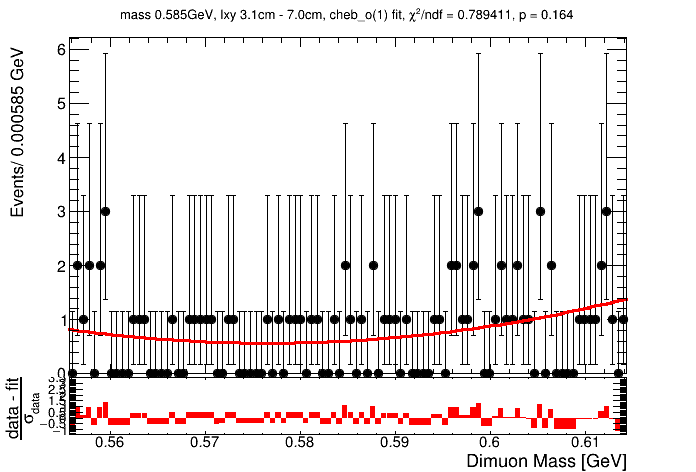 mass 0.585GeV, lxy 3.1cm - 7.0cm, cheb_o(1) fit, χ²/ndf = 0.789411, p = 0.164
Events/ 0.000585 GeV
6
5
4
3
2
1
0
data - fit
σdata
0.56 0.57 0.58 0.59 0.6 0.61
Dimuon Mass [GeV]